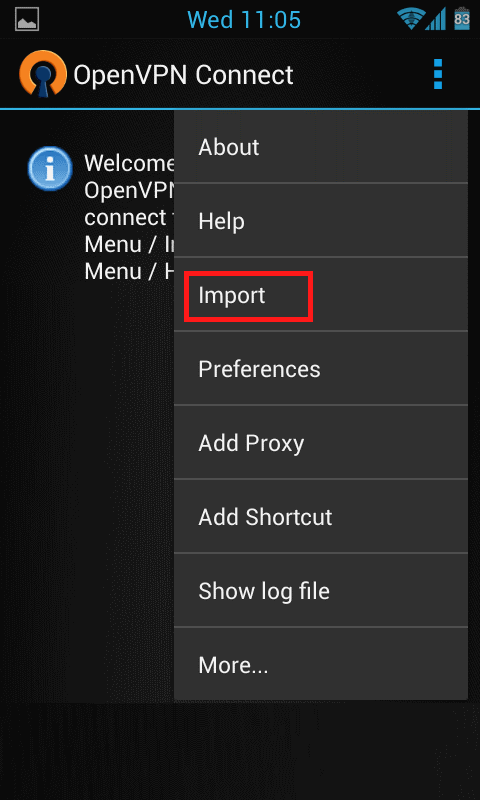 Wed 11:05
83
OpenVPN Connect
Welcome
OpenVPN
connect
Menu /
Menu /
About
Help
Import
Preferences
Add Proxy
Add Shortcut
Show log file
More...